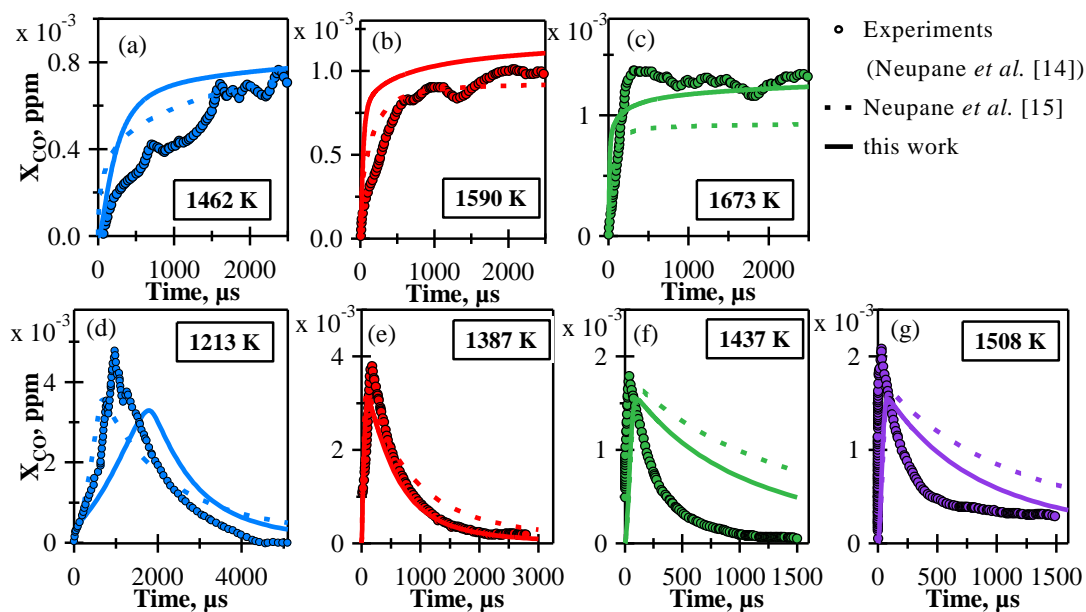 x 10⁻³ x 10⁻³ x 10⁻³
(a) (b) (c)
Experiments
(Neupane et al. [14])
Neupane et al. [15]
this work
X_CO, ppm
0.8
0.4
0.0
1.0
0.5
0.0
1
0
1462 K 1590 K 1673 K
0 1000 2000 0 1000 2000 0 1000 2000
Time, µs Time, µs Time, µs
x 10⁻³ x 10⁻³ x 10⁻³ x 10⁻³
(d) (e) (f) (g)
1213 K 1387 K 1437 K 1508 K
X_CO, ppm
4
2
0
4
2
0
2
1
0
2
1
0
0 2000 4000 0 1000 2000 3000 0 500 1000 1500 0 500 1000 1500
Time, µs Time, µs Time, µs Time, µs